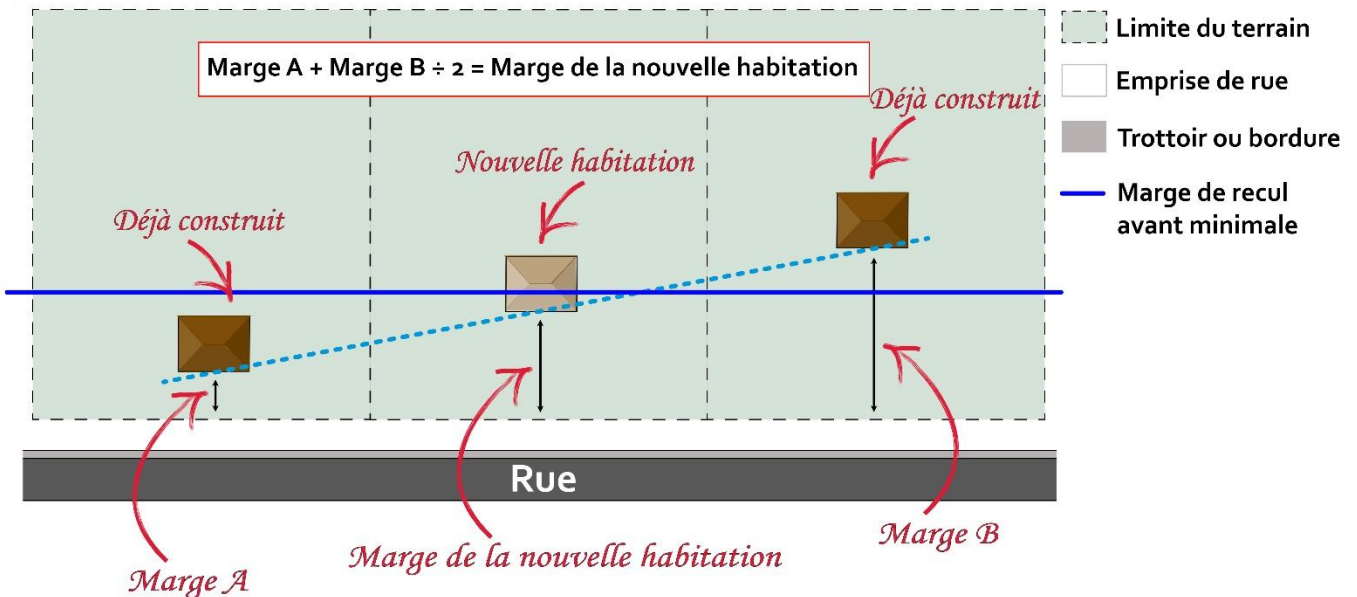 Marge A + Marge B ÷ 2 = Marge de la nouvelle habitation
Déjà construit
Nouvelle habitation
Déjà construit
Rue
Marge A
Marge de la nouvelle habitation
Marge B
Limite du terrain
Emprise de rue
Trottoir ou bordure
Marge de recul
avant minimale